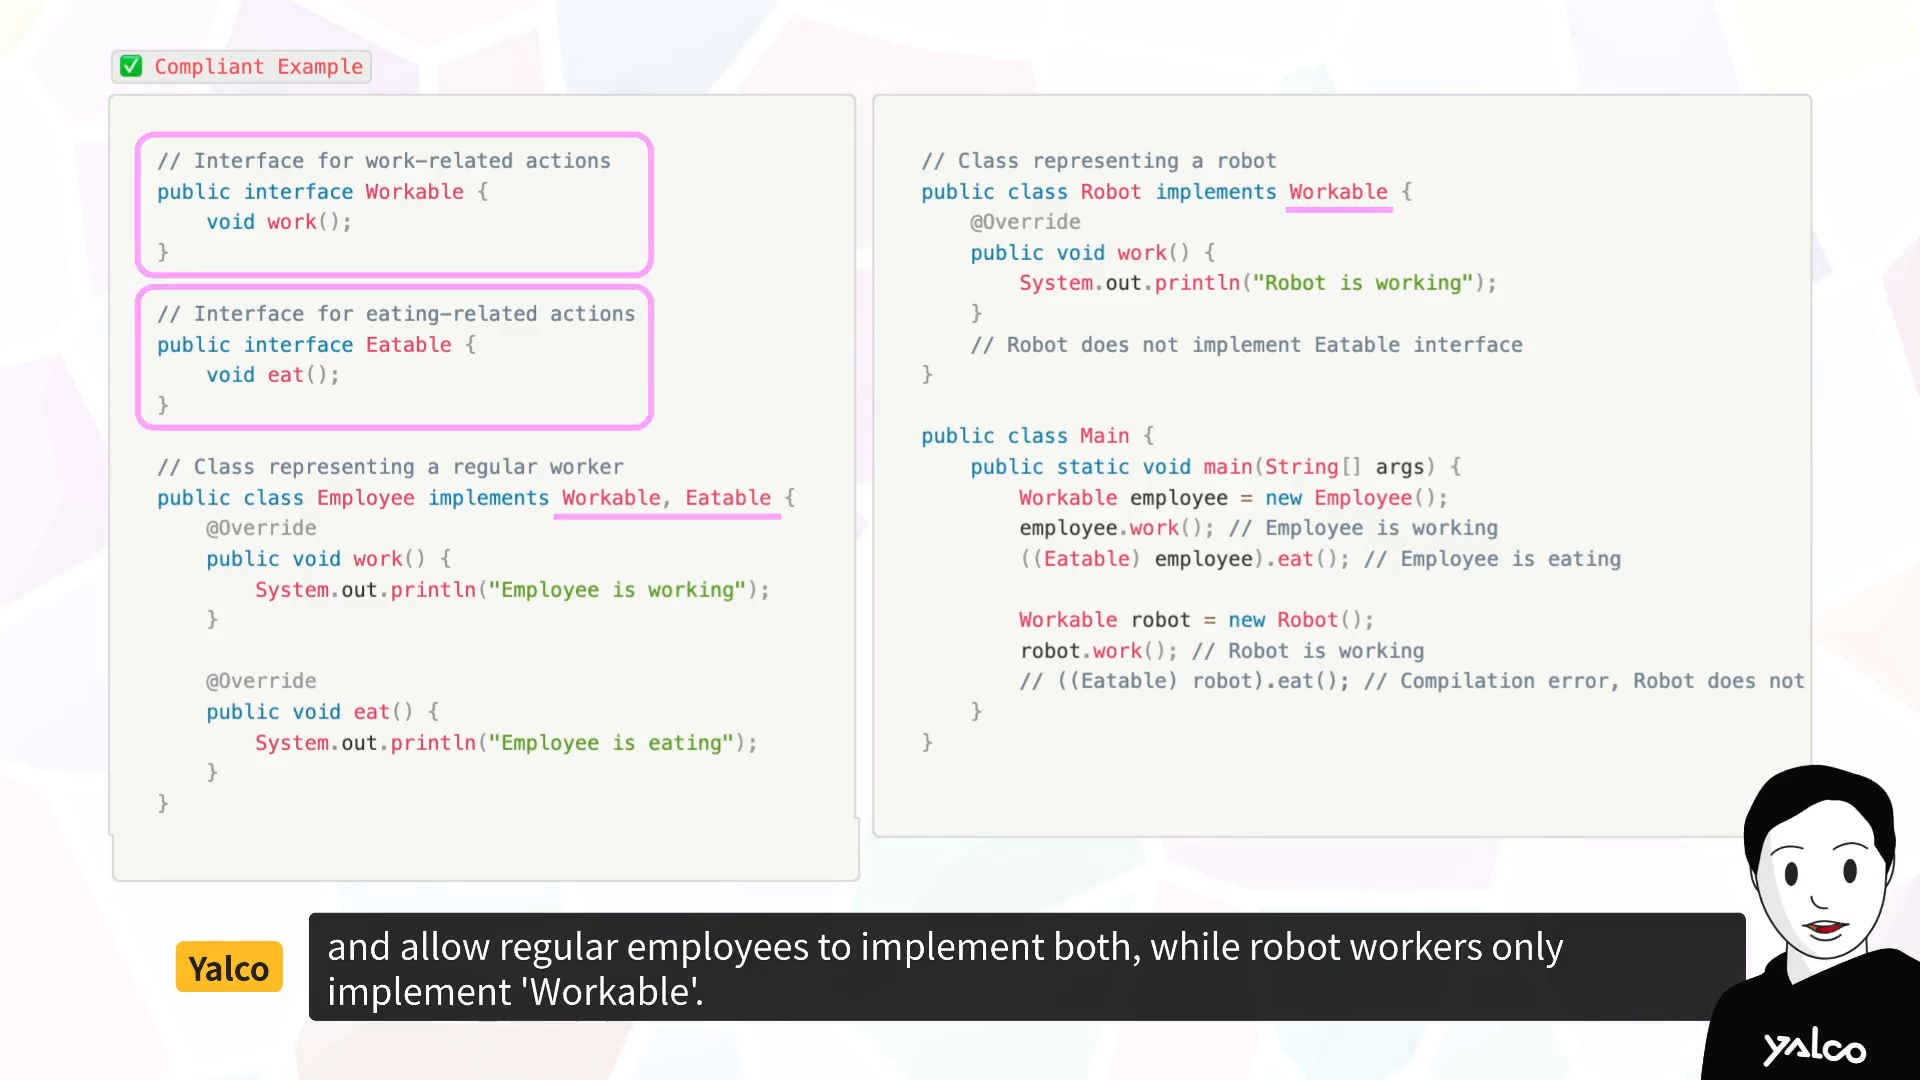 ✅ Compliant Example
// Interface for work-related actions
public interface Workable {
    void work();
}
// Interface for eating-related actions
public interface Eatable {
    void eat();
}
// Class representing a regular worker
public class Employee implements Workable, Eatable {
    @Override
    public void work() {
        System.out.println("Employee is working");
    }
    @Override
    public void eat() {
        System.out.println("Employee is eating");
    }
}
// Class representing a robot
public class Robot implements Workable {
    @Override
    public void work() {
        System.out.println("Robot is working");
    }
    // Robot does not implement Eatable interface
}
public class Main {
    public static void main(String[] args) {
        Workable employee = new Employee();
        employee.work(); // Employee is working
        ((Eatable) employee).eat(); // Employee is eating
        Workable robot = new Robot();
        robot.work(); // Robot is working
        // ((Eatable) robot).eat(); // Compilation error, Robot does not
    }
}
Yalco
and allow regular employees to implement both, while robot workers only
implement 'Workable'.
yalco